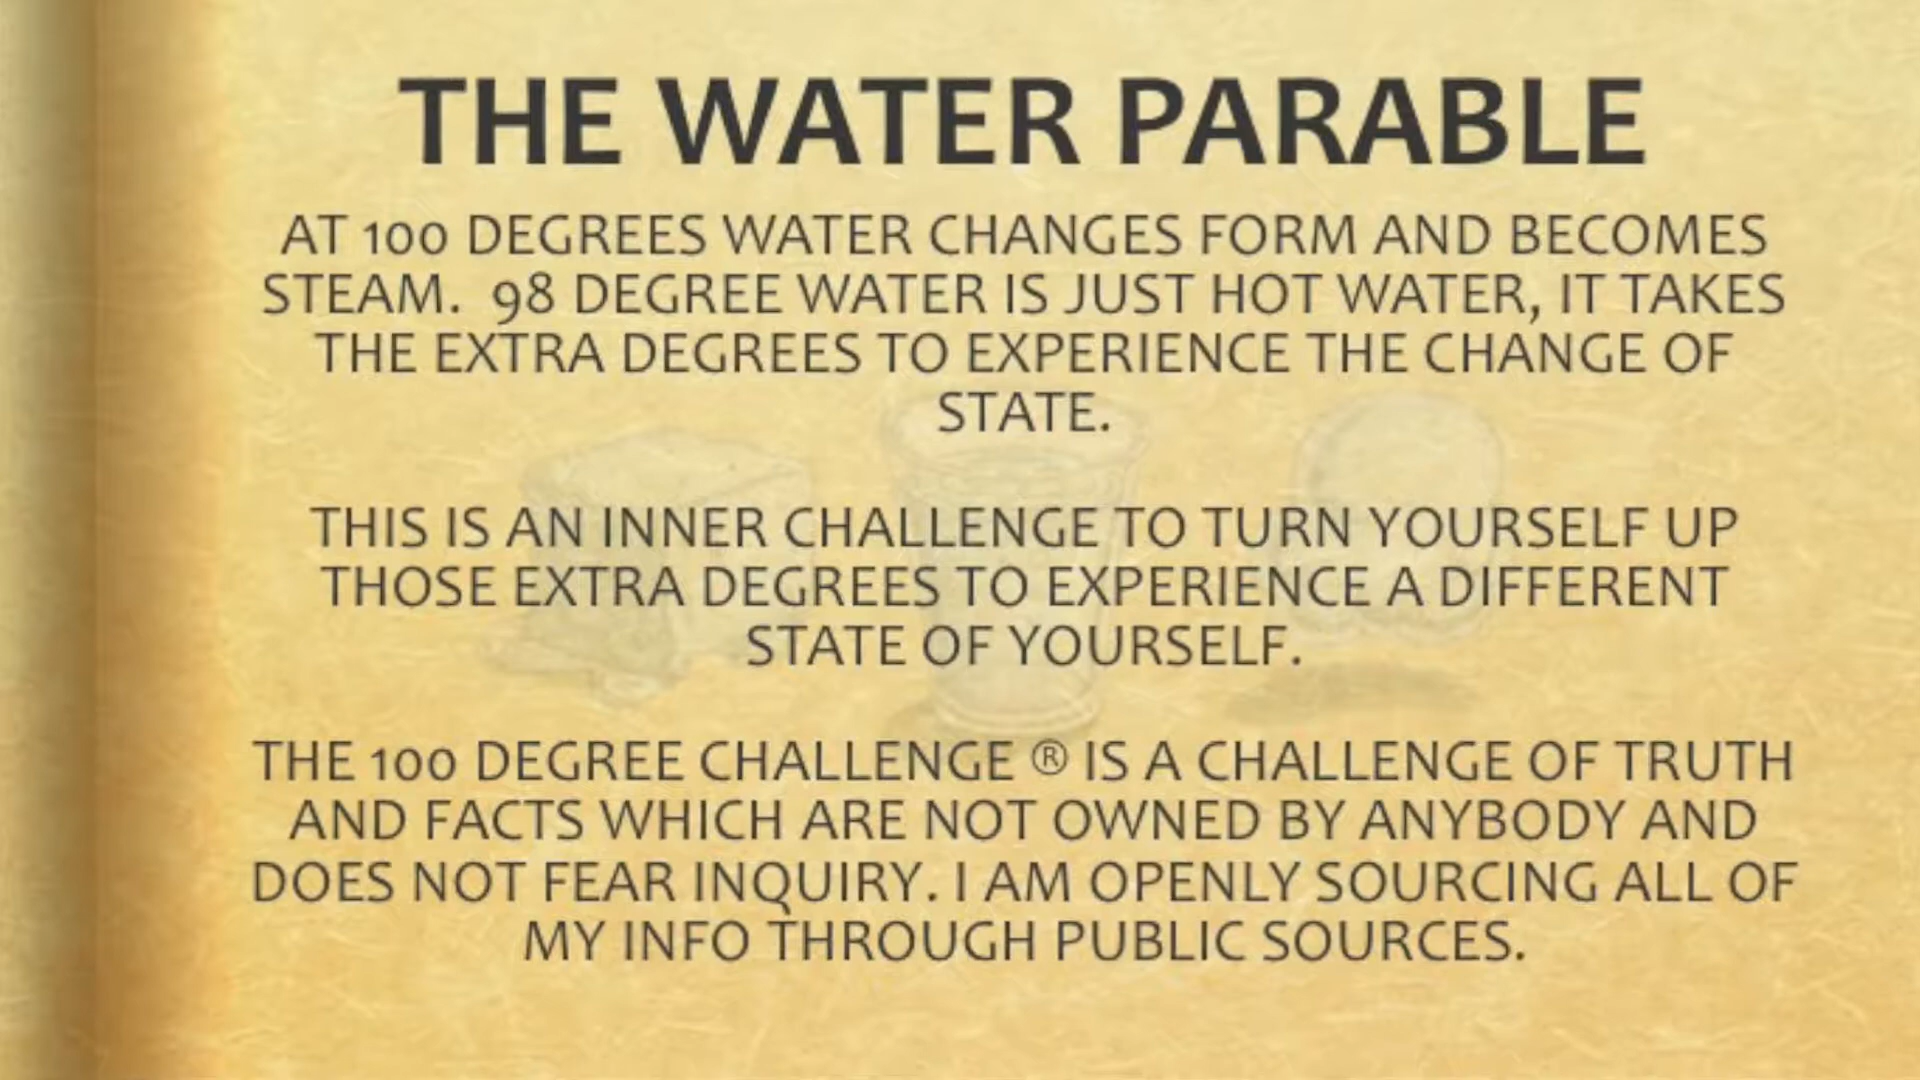 THE WATER PARABLE
AT 100 DEGREES WATER CHANGES FORM AND BECOMES
STEAM.  98 DEGREE WATER IS JUST HOT WATER, IT TAKES
THE EXTRA DEGREES TO EXPERIENCE THE CHANGE OF
STATE.
THIS IS AN INNER CHALLENGE TO TURN YOURSELF UP
THOSE EXTRA DEGREES TO EXPERIENCE A DIFFERENT
STATE OF YOURSELF.
THE 100 DEGREE CHALLENGE ® IS A CHALLENGE OF TRUTH
AND FACTS WHICH ARE NOT OWNED BY ANYBODY AND
DOES NOT FEAR INQUIRY. I AM OPENLY SOURCING ALL OF
MY INFO THROUGH PUBLIC SOURCES.